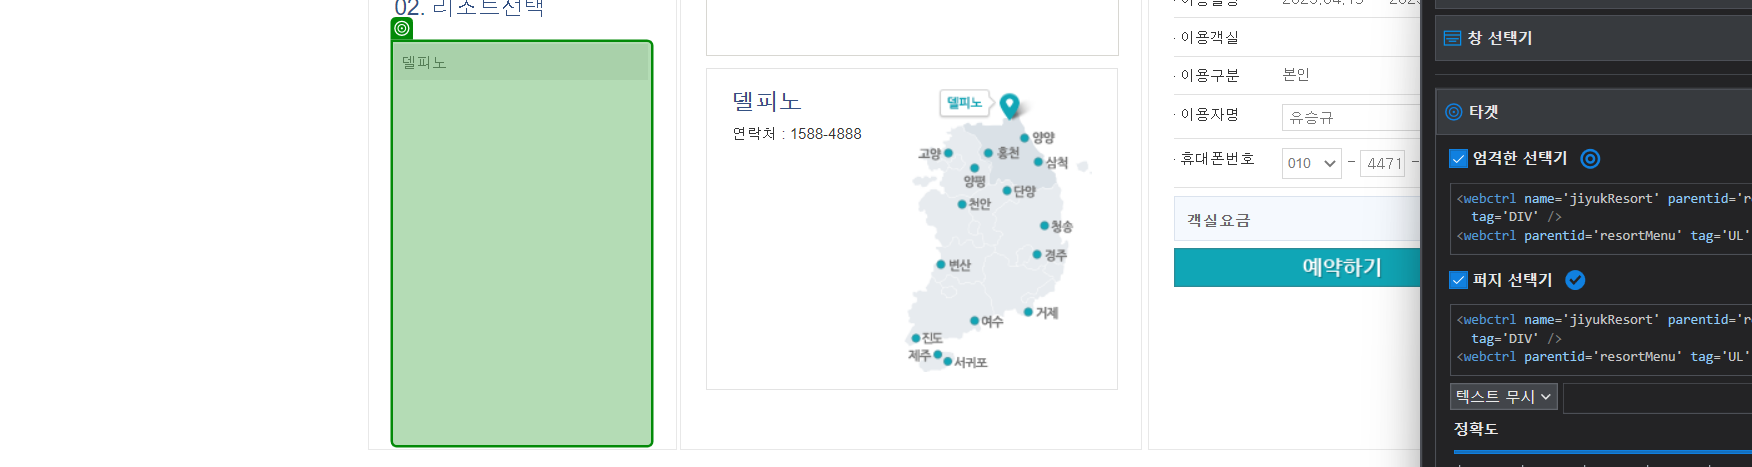 02. 리조트선택
델피노
델피노
연락처 : 1588-4888
델피노
양양
고양
홍천
삼척
양평
단양
천안
청송
경주
변산
거제
여수
진도
제주
서귀포
· 이용객실
· 이용구분 본인
· 이용자명 유승규
· 휴대폰번호 010 - 4471 -
객실요금
예약하기
창 선택기
타겟
엄격한 선택기
<webctrl name='jiyukResort' parentid='r
tag='DIV' />
<webctrl parentid='resortMenu' tag='UL'
퍼지 선택기
<webctrl name='jiyukResort' parentid='r
tag='DIV' />
<webctrl parentid='resortMenu' tag='UL'
텍스트 무시
정확도